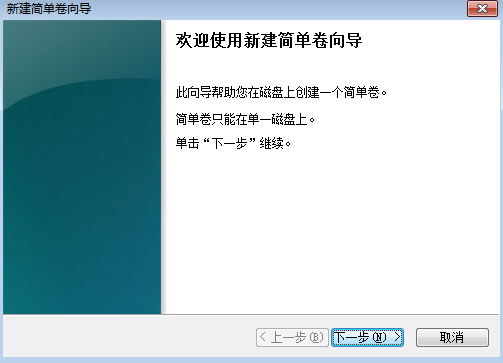 新建简单卷向导
欢迎使用新建简单卷向导
此向导帮助您在磁盘上创建一个简单卷。
简单卷只能在单一磁盘上。
单击“下一步”继续。
< 上一步(B) 下一步(N) > 取消